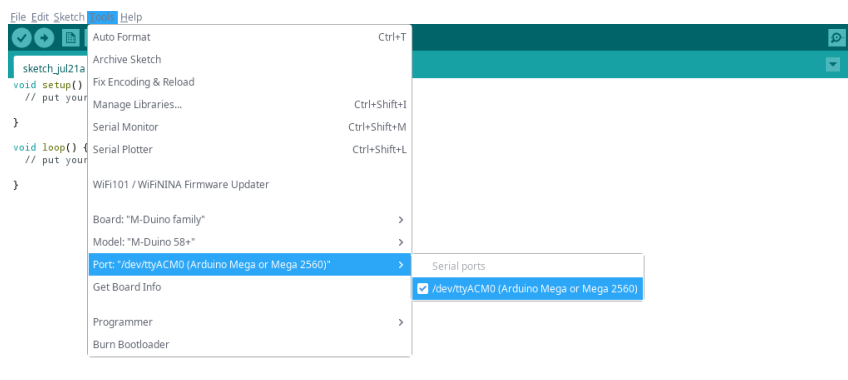 File Edit Sketch Tools Help
sketch_jul21a
void setup()
// put your
}
void loop() {
// put your
}
Auto Format Ctrl+T
Archive Sketch
Fix Encoding & Reload
Manage Libraries... Ctrl+Shift+I
Serial Monitor Ctrl+Shift+M
Serial Plotter Ctrl+Shift+L
WiFi101 / WiFiNINA Firmware Updater
Board: "M-Duino family"
Model: "M-Duino 58+"
Port: "/dev/ttyACM0 (Arduino Mega or Mega 2560)"
Get Board Info
Programmer
Burn Bootloader
Serial ports
/dev/ttyACM0 (Arduino Mega or Mega 2560)